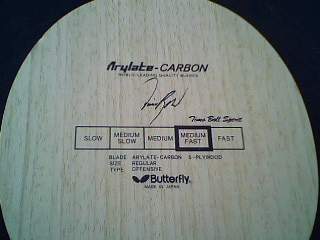 Arylate-CARBON
WORLD-LEADING QUALITY BLADES
Timo Boll Spirit
SLOW MEDIUM SLOW MEDIUM MEDIUM FAST FAST
BLADE ARYLATE-CARBON 5-PLYWOOD
SIZE REGULAR
TYPE OFFENSIVE
Butterfly
MADE IN JAPAN